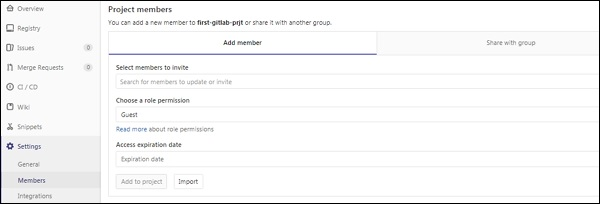 Overview
Registry
Issues 0
Merge Requests 0
CI / CD
Wiki
Snippets
Settings
General
Members
Integrations
Project members
You can add a new member to first-gitlab-prjt or share it with another group.
Add member Share with group
Select members to invite
Search for members to update or invite
Choose a role permission
Guest
Read more about role permissions
Access expiration date
Expiration date
Add to project Import